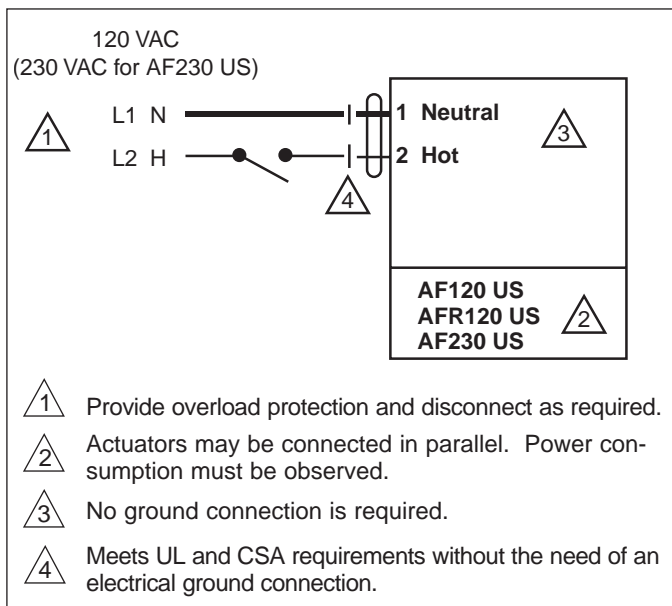 120 VAC
(230 VAC for AF230 US)
1
L1 N
1 Neutral
3
L2 H
2 Hot
4
AF120 US
AFR120 US
2
AF230 US
1 Provide overload protection and disconnect as required.
2 Actuators may be connected in parallel. Power con-
sumption must be observed.
3 No ground connection is required.
4 Meets UL and CSA requirements without the need of an
electrical ground connection.